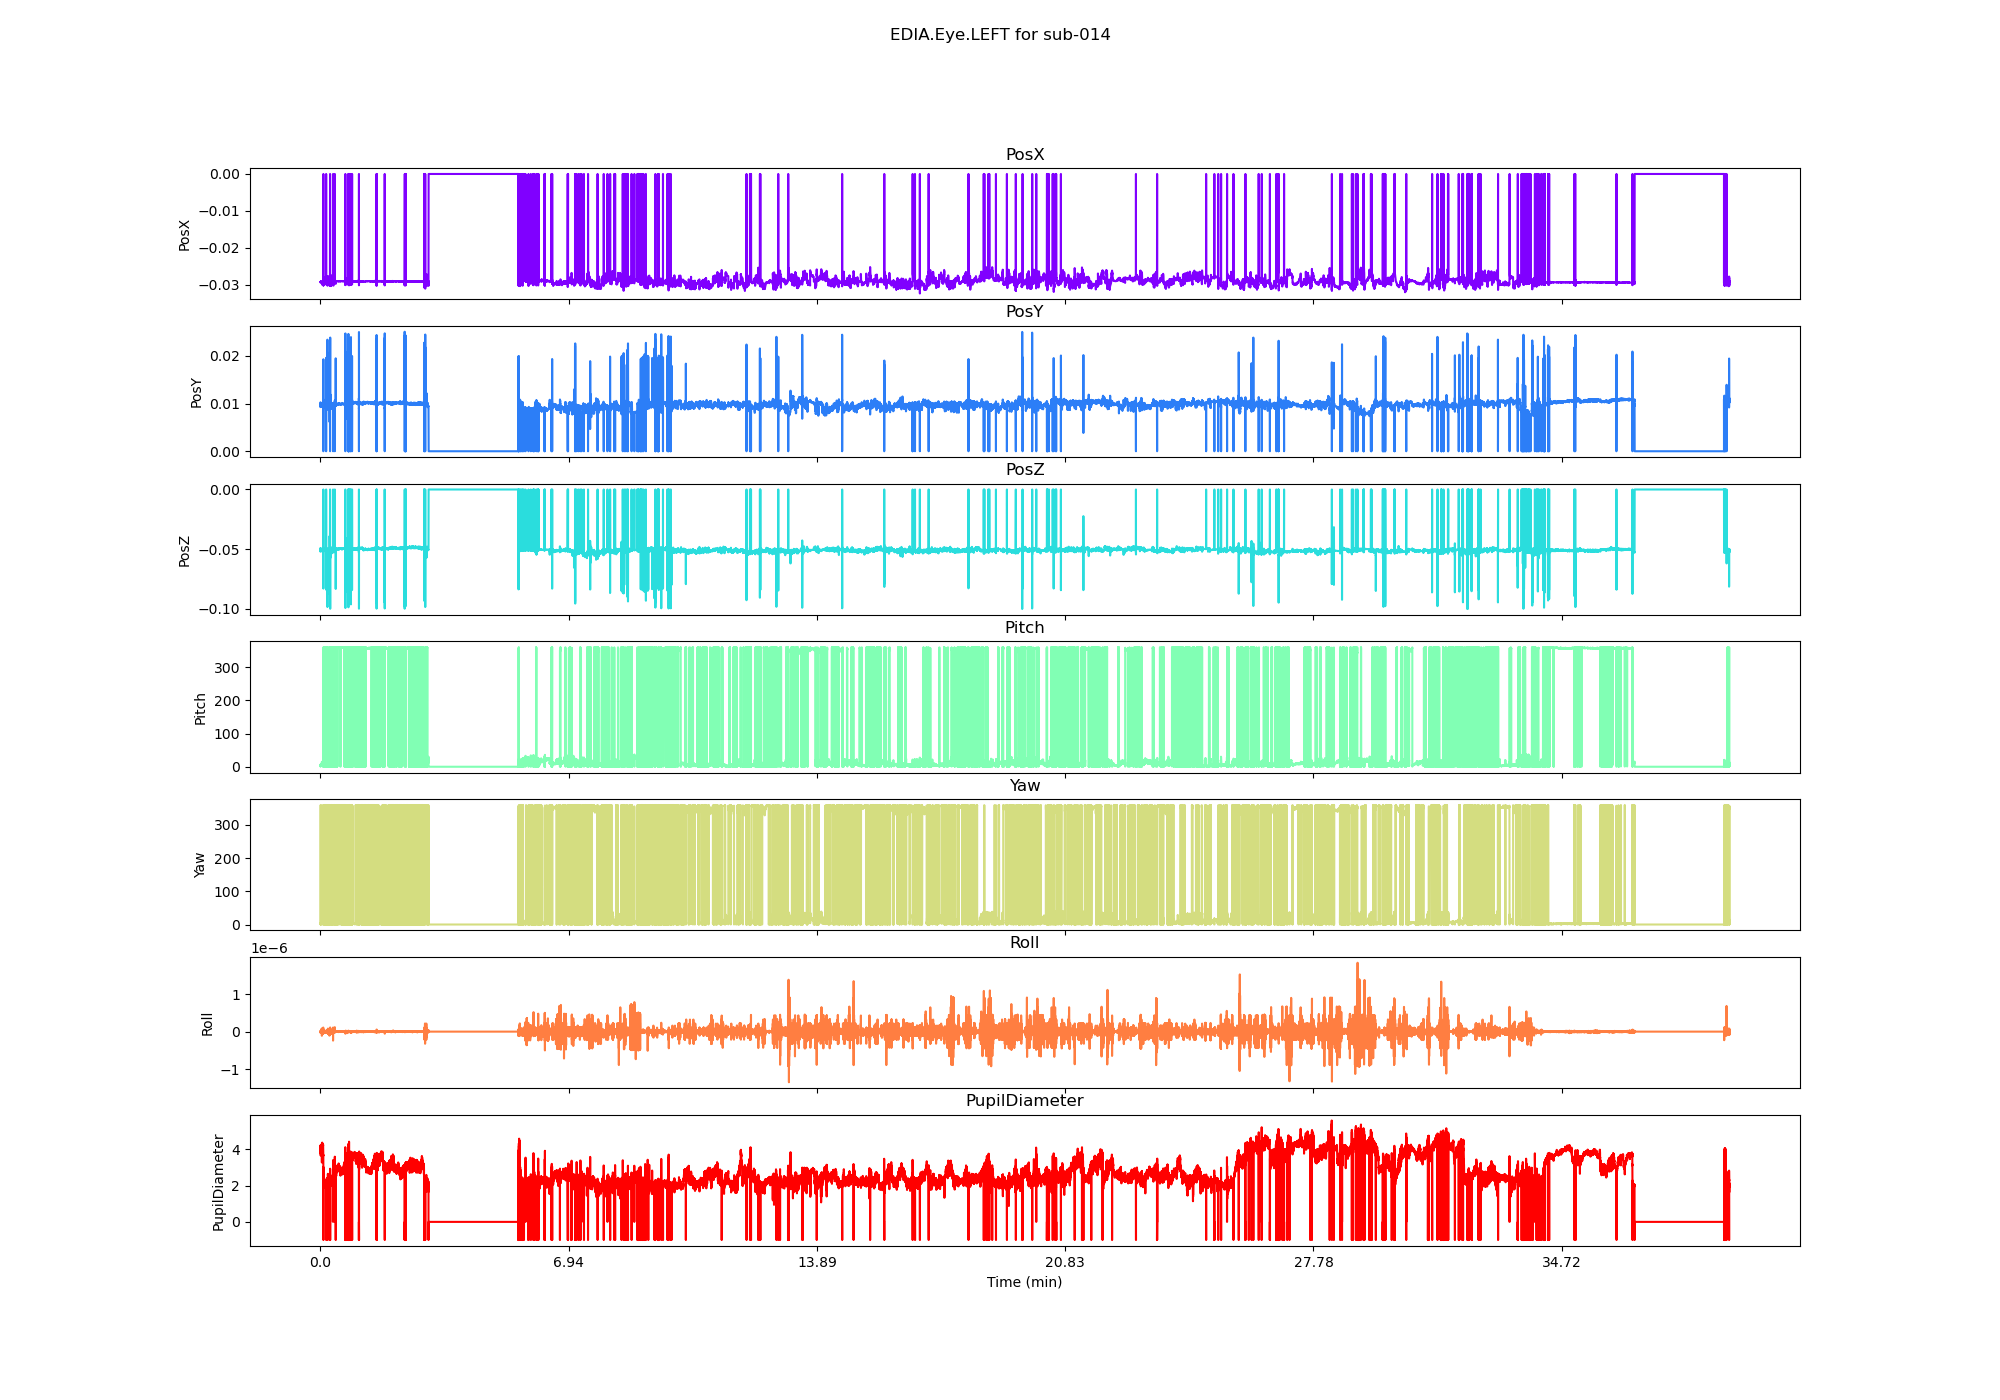 EDIA.Eye.LEFT for sub-014
PosX
0.00
−0.01
−0.02
−0.03
PosX
PosY
0.02
0.01
0.00
PosY
PosZ
0.00
−0.05
−0.10
PosZ
Pitch
300
200
100
0
Pitch
Yaw
300
200
100
0
Yaw
1e−6
Roll
1
0
−1
Roll
PupilDiameter
4
2
0
PupilDiameter
0.0 6.94 13.89 20.83 27.78 34.72
Time (min)